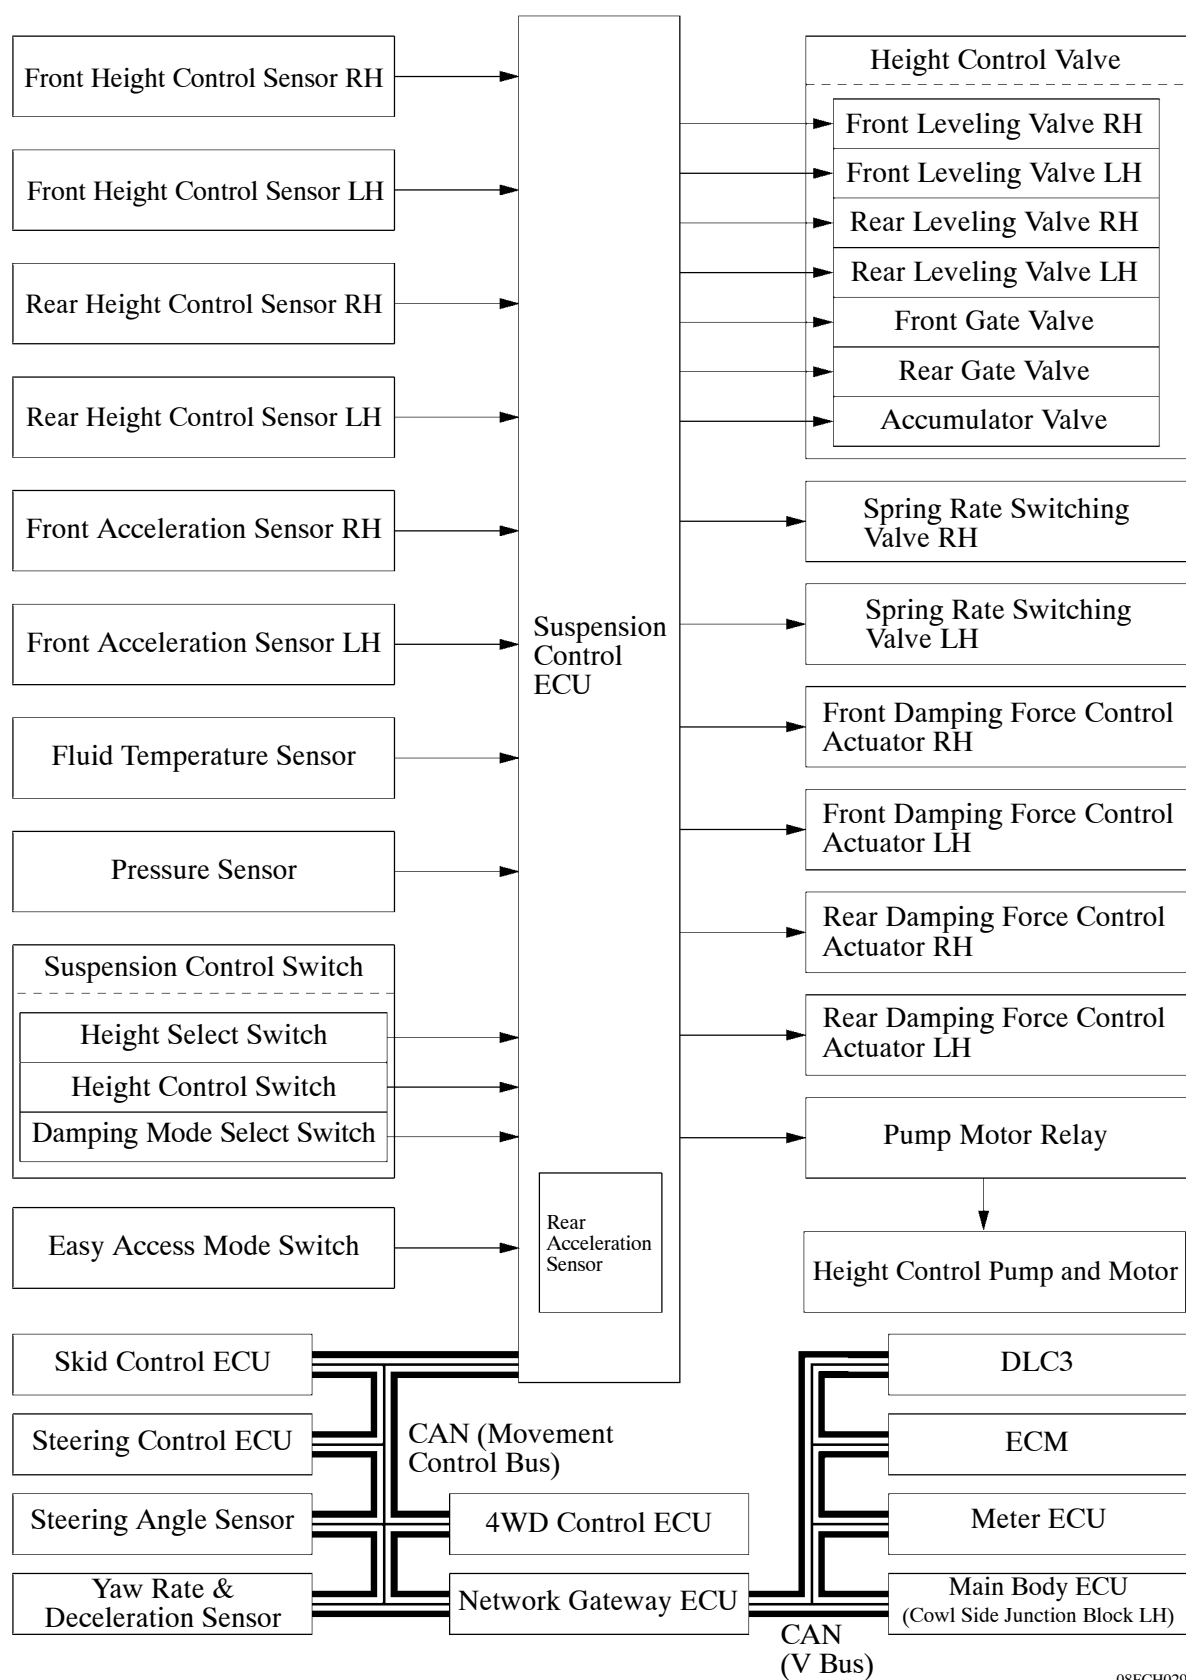 Front Height Control Sensor RH
Front Height Control Sensor LH
Rear Height Control Sensor RH
Rear Height Control Sensor LH
Front Acceleration Sensor RH
Front Acceleration Sensor LH
Fluid Temperature Sensor
Pressure Sensor
Suspension Control Switch
Height Select Switch
Height Control Switch
Damping Mode Select Switch
Easy Access Mode Switch
Suspension
Control
ECU
Rear
Acceleration
Sensor
Height Control Valve
Front Leveling Valve RH
Front Leveling Valve LH
Rear Leveling Valve RH
Rear Leveling Valve LH
Front Gate Valve
Rear Gate Valve
Accumulator Valve
Spring Rate Switching
Valve RH
Spring Rate Switching
Valve LH
Front Damping Force Control
Actuator RH
Front Damping Force Control
Actuator LH
Rear Damping Force Control
Actuator RH
Rear Damping Force Control
Actuator LH
Pump Motor Relay
Height Control Pump and Motor
Skid Control ECU
Steering Control ECU
Steering Angle Sensor
Yaw Rate &
Deceleration Sensor
CAN (Movement
Control Bus)
4WD Control ECU
Network Gateway ECU
CAN
(V Bus)
DLC3
ECM
Meter ECU
Main Body ECU
(Cowl Side Junction Block LH)